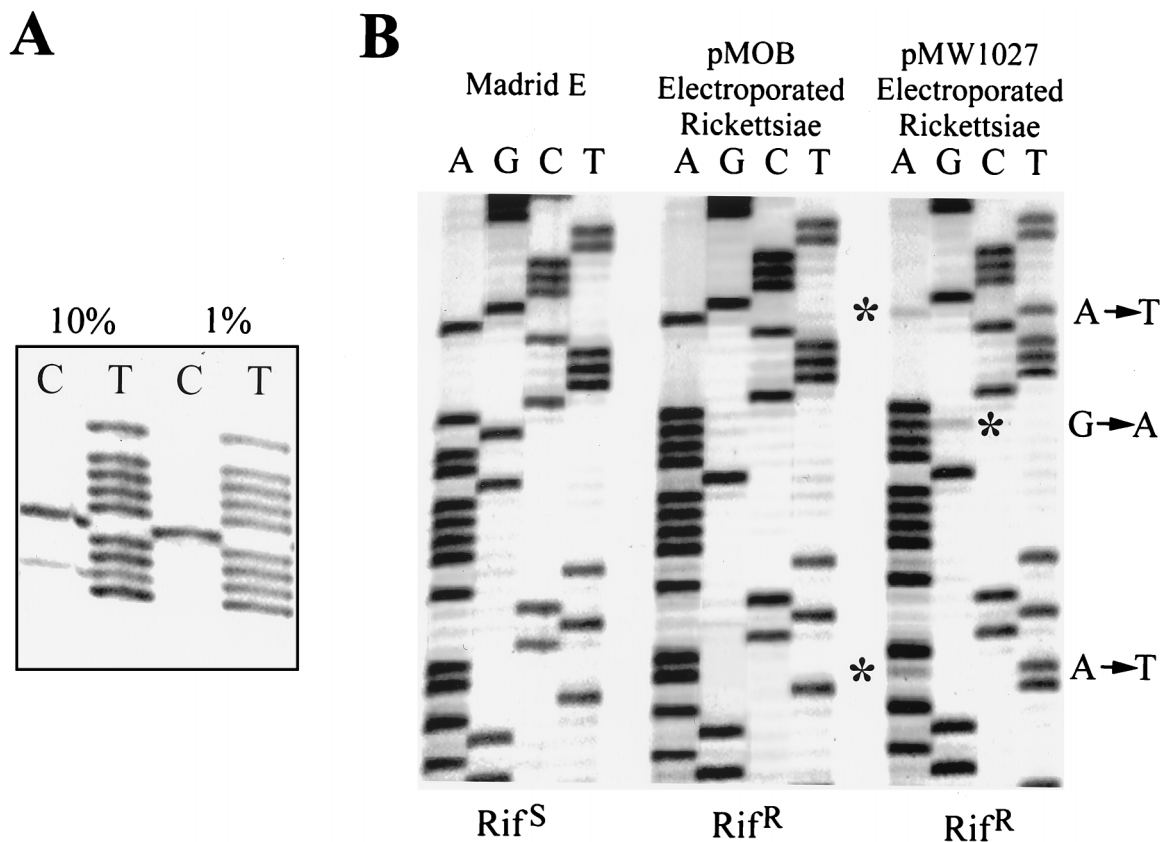 A
10% 1%
C T C T
B
Madrid E
pMOB
Electroporated
Rickettsiae
pMW1027
Electroporated
Rickettsiae
A G C T
A G C T
A G C T
* A→T
G→A *
* A→T
Rif^S
Rif^R
Rif^R